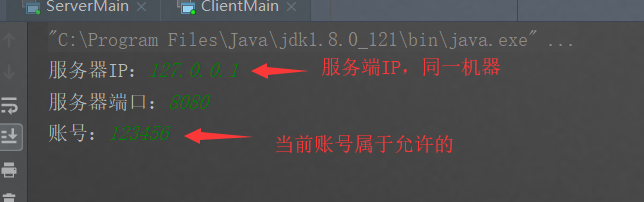 ServerMain × ClientMain ×
"C:\Program Files\Java\jdk1.8.0_121\bin\java.exe" ...
服务器IP：127.0.0.1 服务端IP，同一机器
服务器端口：8080
账号：123456 当前账号属于允许的